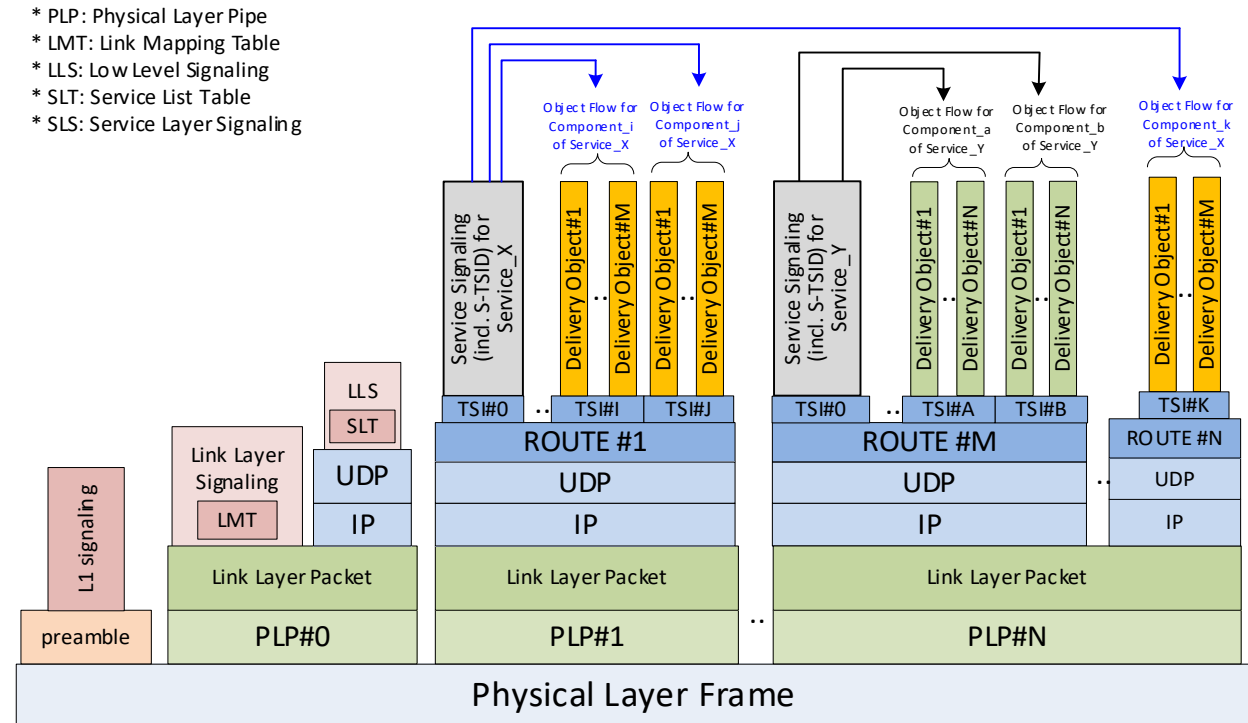 * PLP: Physical Layer Pipe
* LMT: Link Mapping Table
* LLS: Low Level Signaling
* SLT: Service List Table
* SLS: Service Layer Signaling
Object Flow for
Component_i
of Service_X
Object Flow for
Component_j
of Service_X
Object Flow for
Component_a
of Service_Y
Object Flow for
Component_b
of Service_Y
Object Flow for
Component_k
of Service_X
Service Signaling
(incl. S-TSID) for
Service_X
Delivery Object#1
..
Delivery Object#M
Delivery Object#1
..
Delivery Object#M
Service Signaling
(incl. S-TSID) for
Service_Y
Delivery Object#1
..
Delivery Object#N
Delivery Object#1
..
Delivery Object#N
Delivery Object#1
..
Delivery Object#M
LLS
SLT
TSI#0
..
TSI#I
TSI#J
TSI#0
..
TSI#A
TSI#B
TSI#K
ROUTE #1
ROUTE #M
ROUTE #N
Link Layer
Signaling
LMT
UDP
UDP
UDP
..
UDP
IP
IP
IP
IP
L1 signaling
Link Layer Packet
Link Layer Packet
Link Layer Packet
preamble
PLP#0
PLP#1
..
PLP#N
Physical Layer Frame